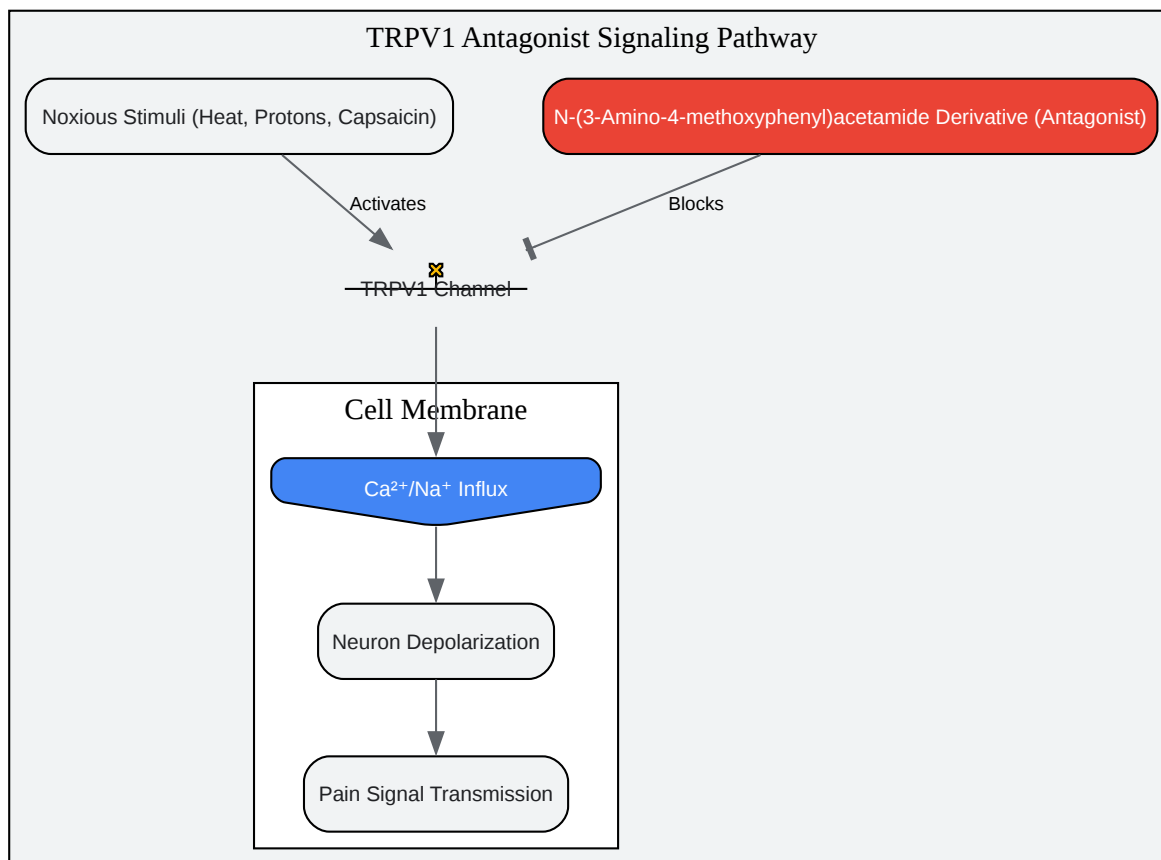 TRPV1 Antagonist Signaling Pathway
Noxious Stimuli (Heat, Protons, Capsaicin)
N-(3-Amino-4-methoxyphenyl)acetamide Derivative (Antagonist)
Activates
Blocks
TRPV1 Channel
Cell Membrane
Ca²⁺/Na⁺ Influx
Neuron Depolarization
Pain Signal Transmission